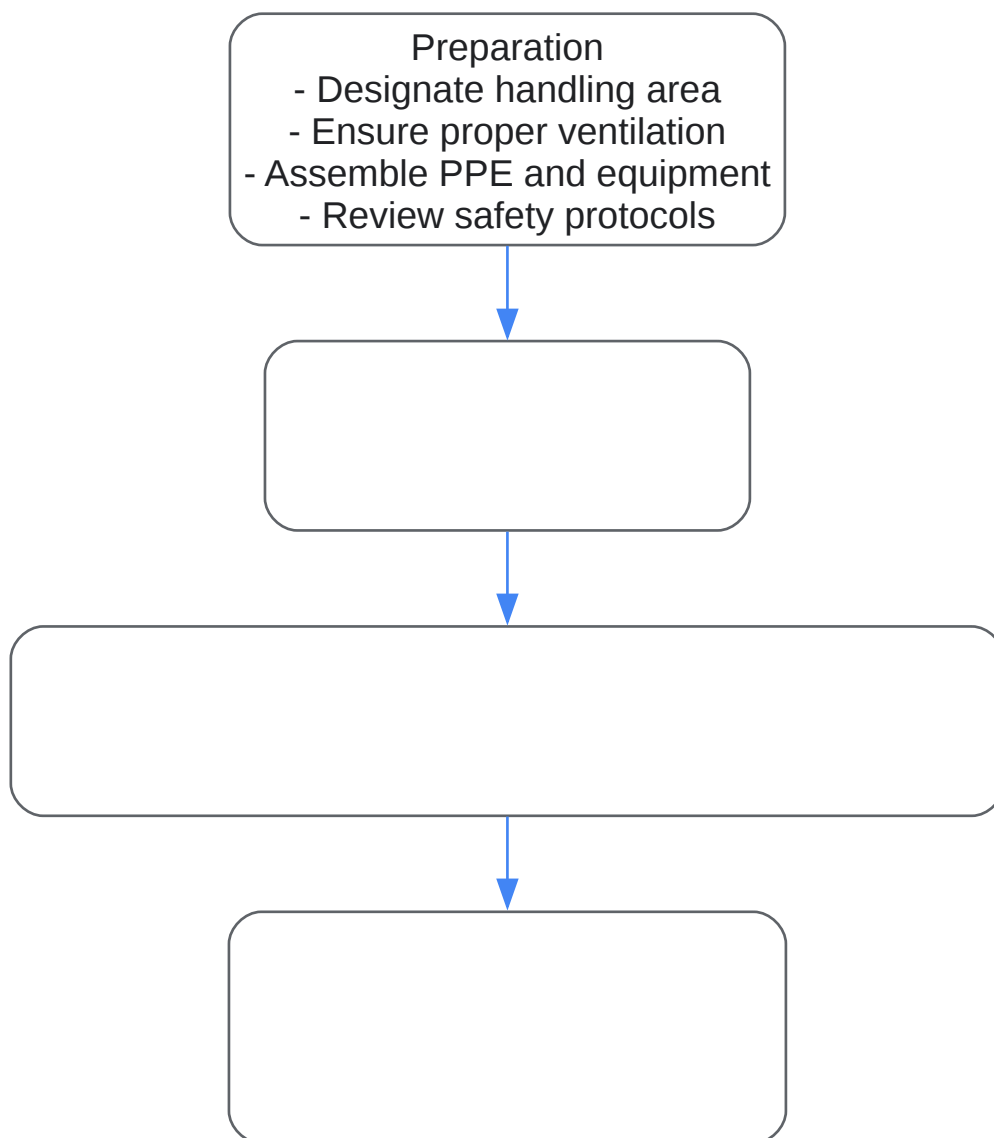 Preparation
- Designate handling area
- Ensure proper ventilation
- Assemble PPE and equipment
- Review safety protocols